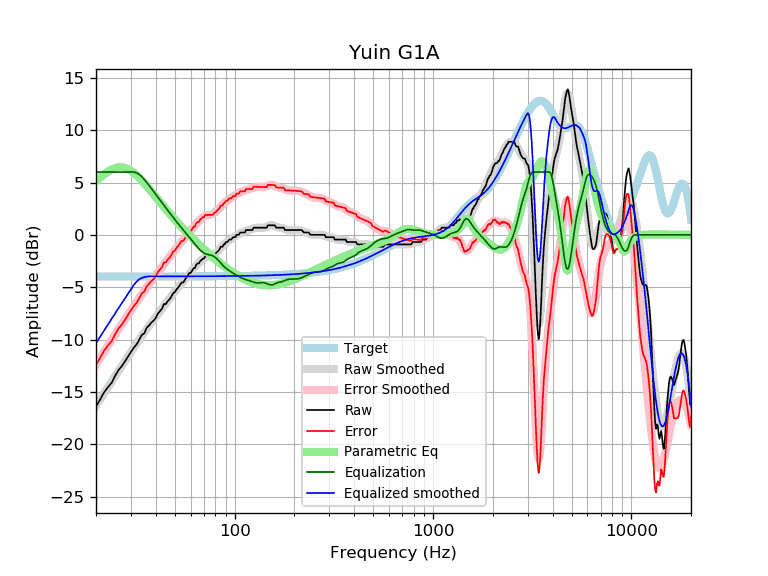 Yuin G1A
Amplitude (dBr)
15
10
5
0
−5
−10
−15
−20
−25
Target
Raw Smoothed
Error Smoothed
Raw
Error
Parametric Eq
Equalization
Equalized smoothed
100 1000 10000
Frequency (Hz)